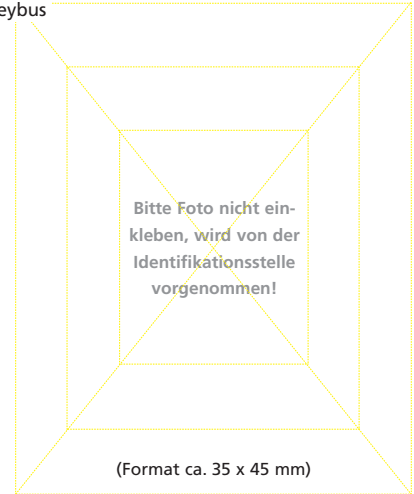 eybus
Bitte Foto nicht ein-
kleben, wird von der
Identifikationsstelle
vorgenommen!
(Format ca. 35 x 45 mm)